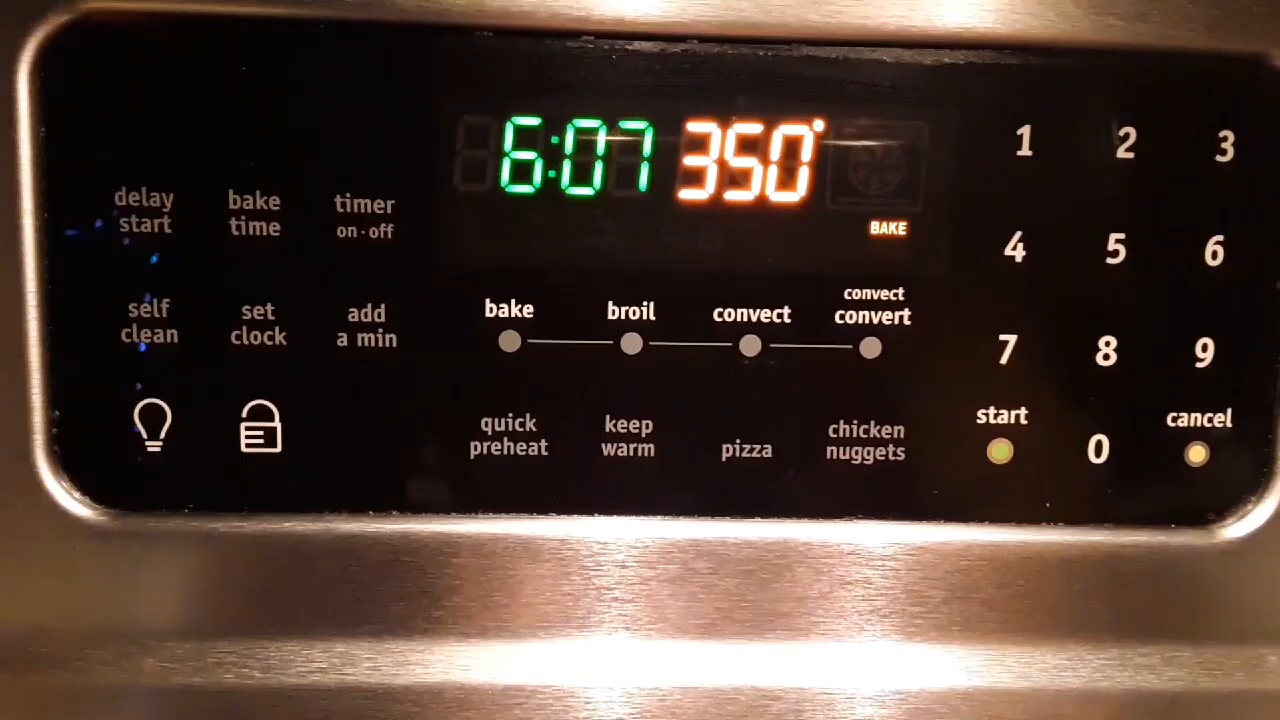 6:07 350°
BAKE
delay
start
bake
time
timer
on·off
self
clean
set
clock
add
a min
bake
broil
convect
convect
convert
quick
preheat
keep
warm
pizza
chicken
nuggets
1 2 3
4 5 6
7 8 9
start
0
cancel